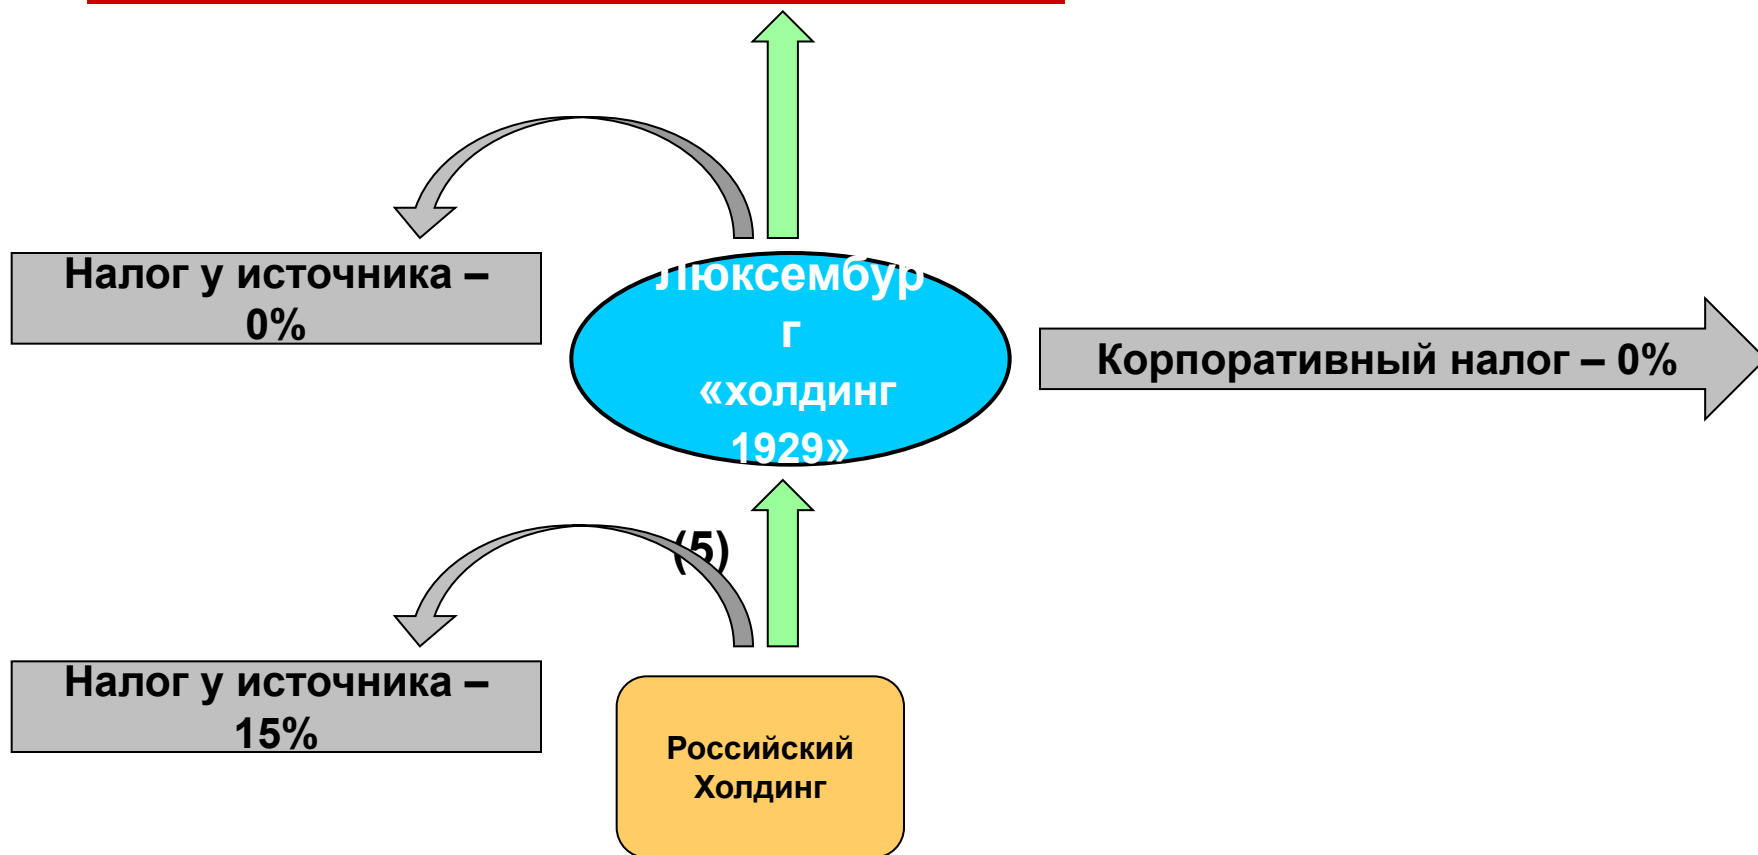 Налог у источника –
0%
Люксембур
г
«холдинг
1929»
Корпоративный налог – 0%
(5)
Налог у источника –
15%
Российский
Холдинг